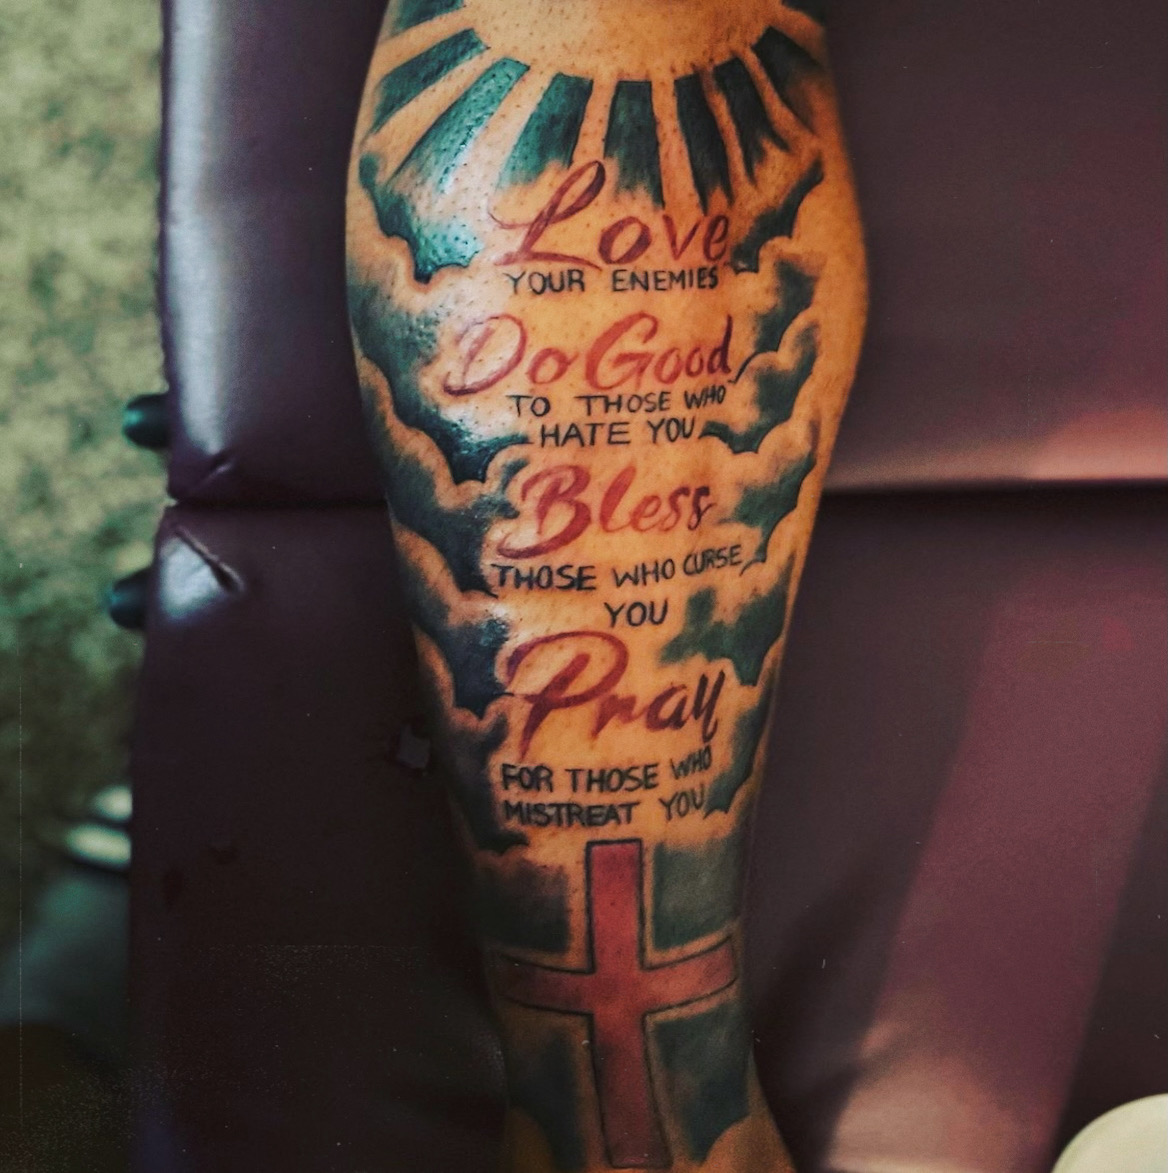 Love
YOUR ENEMIES
Do Good
TO THOSE WHO
HATE YOU
Bless
THOSE WHO CURSE
YOU
Pray
FOR THOSE WHO
MISTREAT YOU